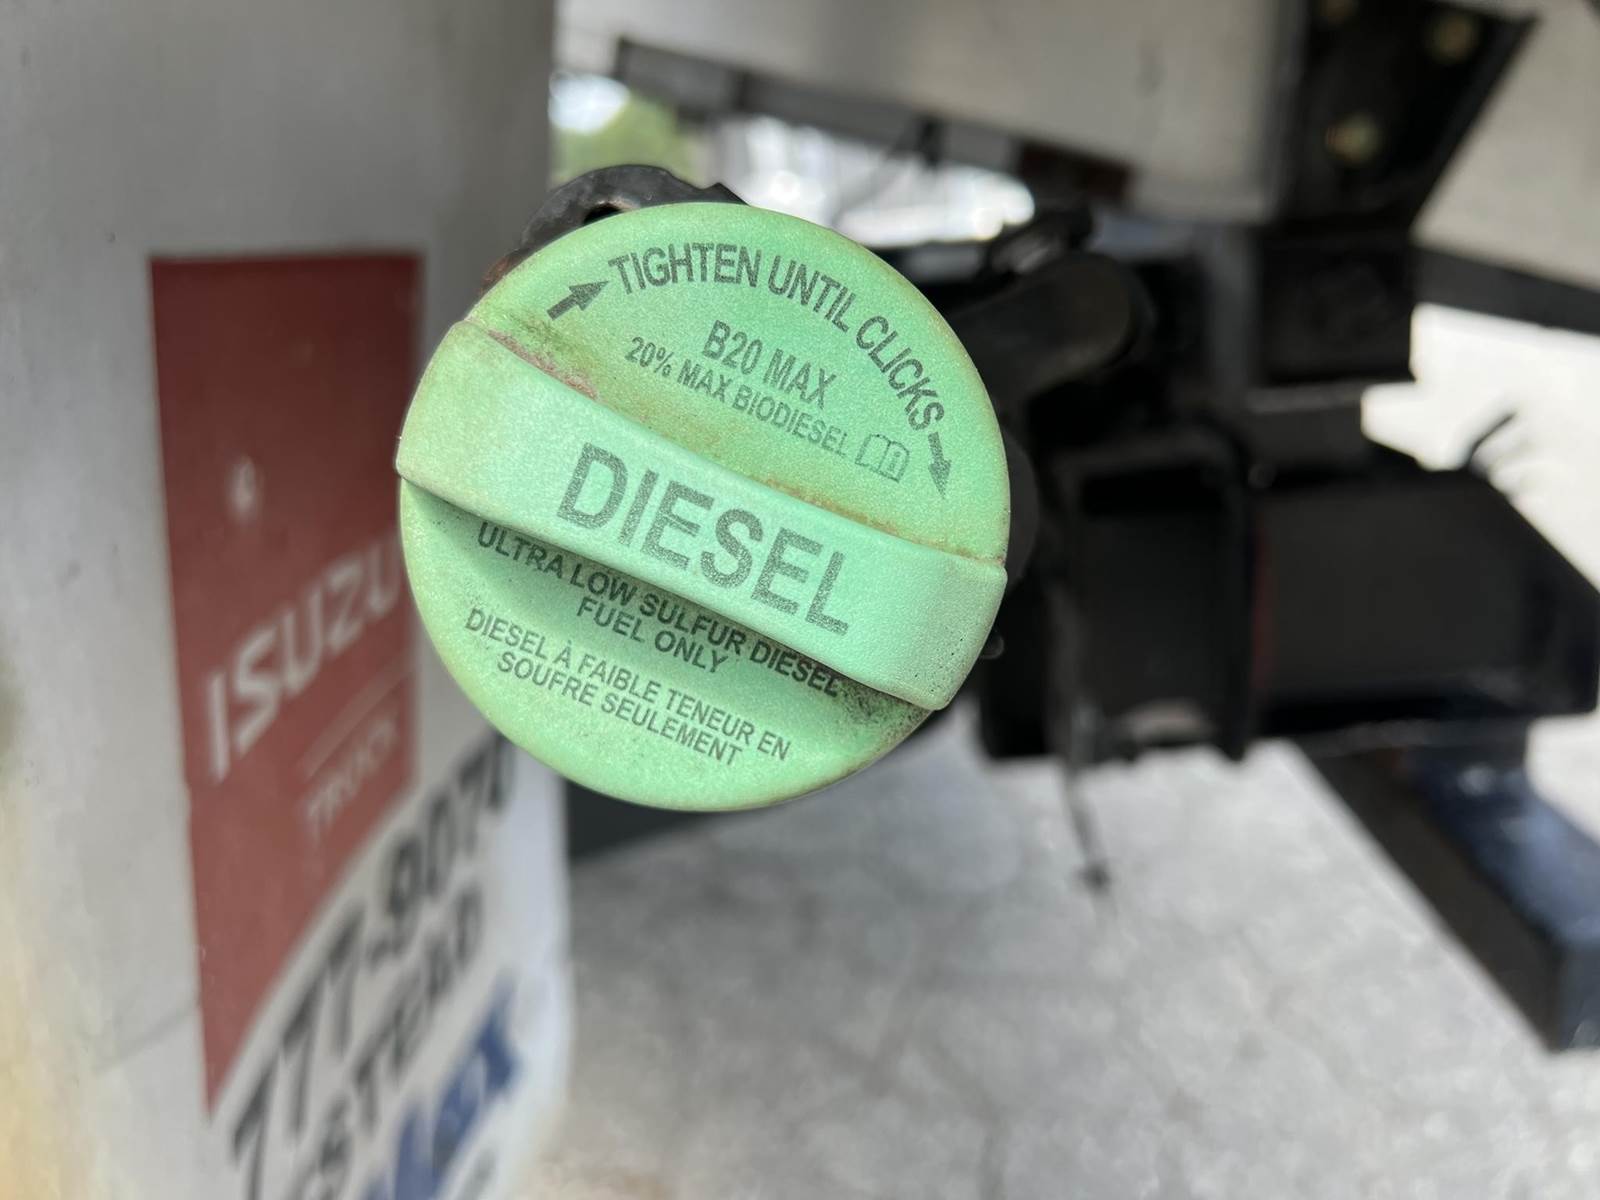 TIGHTEN UNTIL CLICKS
B20 MAX
20% MAX BIODIESEL
DIESEL
ULTRA LOW SULFUR DIESEL
FUEL ONLY
DIESEL À FAIBLE TENEUR EN
SOUFRE SEULEMENT
ISUZU
TRUCK